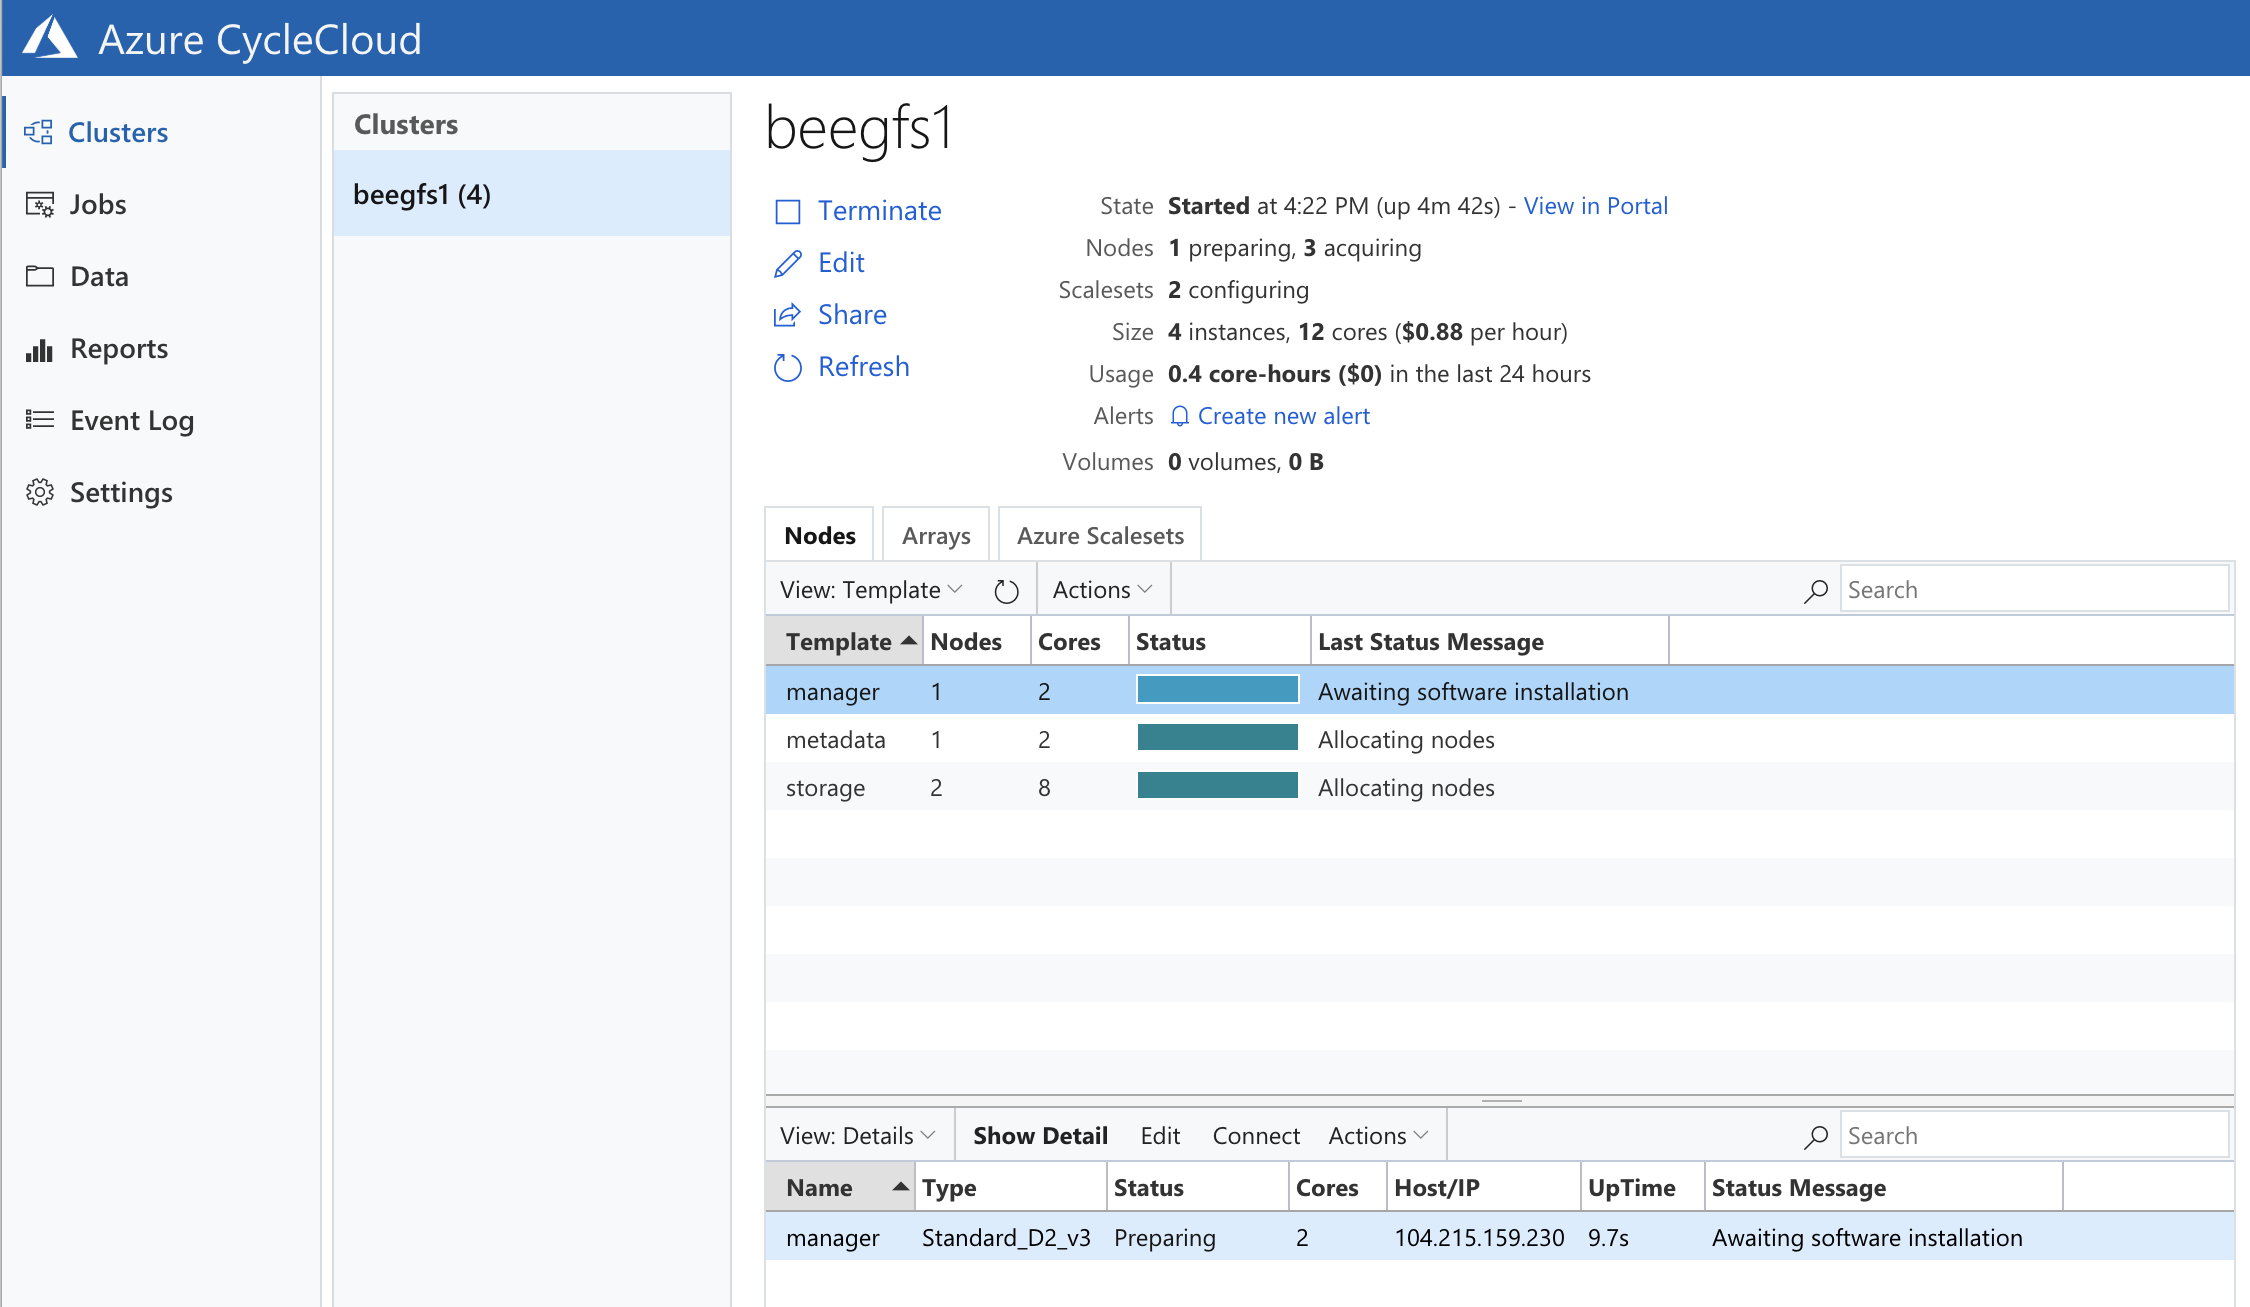 Azure CycleCloud
Clusters
Jobs
Data
Reports
Event Log
Settings
Clusters
beegfs1 (4)
beegfs1
Terminate
Edit
Share
Refresh
State Started at 4:22 PM (up 4m 42s) - View in Portal
Nodes 1 preparing, 3 acquiring
Scalesets 2 configuring
Size 4 instances, 12 cores ($0.88 per hour)
Usage 0.4 core-hours ($0) in the last 24 hours
Alerts Create new alert
Volumes 0 volumes, 0 B
Nodes Arrays Azure Scalesets
View: Template Actions Search
Template Nodes Cores Status Last Status Message
manager 1 2 Awaiting software installation
metadata 1 2 Allocating nodes
storage 2 8 Allocating nodes
View: Details Show Detail Edit Connect Actions Search
Name Type Status Cores Host/IP UpTime Status Message
manager Standard_D2_v3 Preparing 2 104.215.159.230 9.7s Awaiting software installation